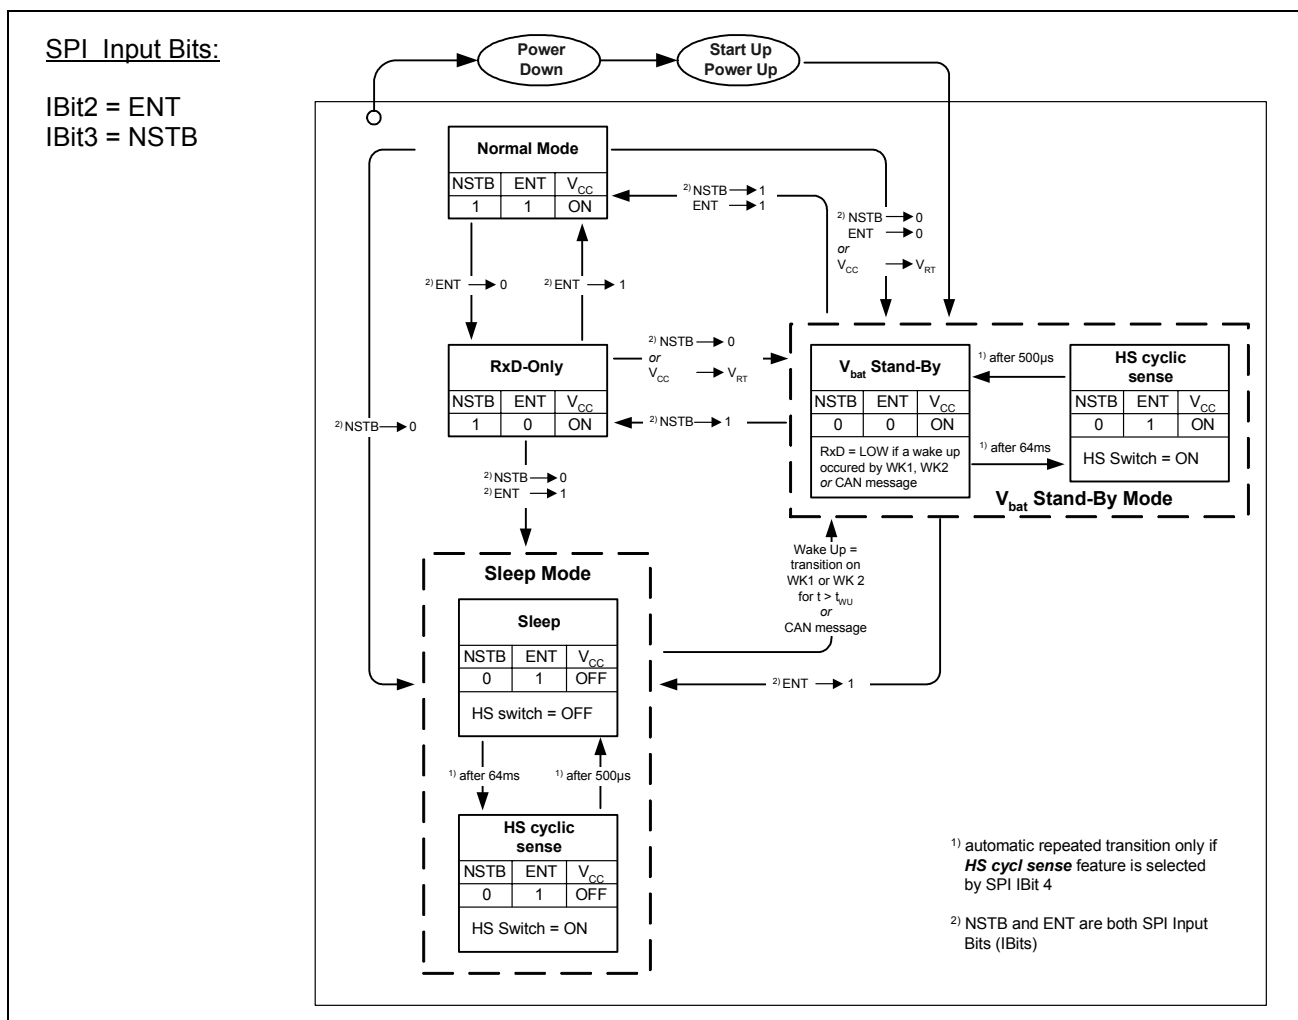 SPI Input Bits:
IBit2 = ENT
IBit3 = NSTB
Power
Down
Start Up
Power Up
Normal Mode
NSTB ENT VCC
1 1 ON
2) NSTB → 1
ENT → 1
2) NSTB → 0
ENT → 0
or
VCC → VRT
2) ENT → 0
2) ENT → 1
RxD-Only
NSTB ENT VCC
1 0 ON
2) NSTB → 0
or
VCC → VRT
2) NSTB → 1
Vbat Stand-By
NSTB ENT VCC
0 0 ON
RxD = LOW if a wake up
occured by WK1, WK2
or CAN message
1) after 500µs
1) after 64ms
HS cyclic
sense
NSTB ENT VCC
0 1 ON
HS Switch = ON
Vbat Stand-By Mode
2) NSTB → 0
2) NSTB → 0
2) ENT → 1
Wake Up =
transition on
WK1 or WK 2
for t > tWU
or
CAN message
2) ENT → 1
Sleep Mode
Sleep
NSTB ENT VCC
0 1 OFF
HS switch = OFF
1) after 64ms
1) after 500µs
HS cyclic
sense
NSTB ENT VCC
0 1 OFF
HS Switch = ON
1) automatic repeated transition only if
HS cycl sense feature is selected
by SPI IBit 4
2) NSTB and ENT are both SPI Input
Bits (IBits)